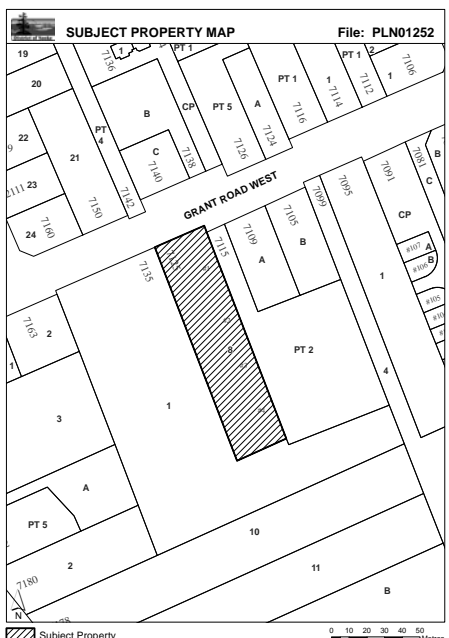 District of Sooke
SUBJECT PROPERTY MAP
File: PLN01252
19
20
22
21
2111 23
24
7160
7150
PT
4
7142
7136
1
B
C
7140
7138
CP
PT 1
PT 5
7126
A
7124
PT 1
7116
1
7114
PT 1
7112
2
1
7106
GRANT ROAD WEST
7163
2
1
3
7135
1
7115
7109
A
7105
B
7099
7095
7091
7081
B
C
CP
#107
A
#106
B
#105
1
4
PT 2
A
PT 5
2
7180
10
11
B
N
Subject Property
0 10 20 30 40 50
Metres